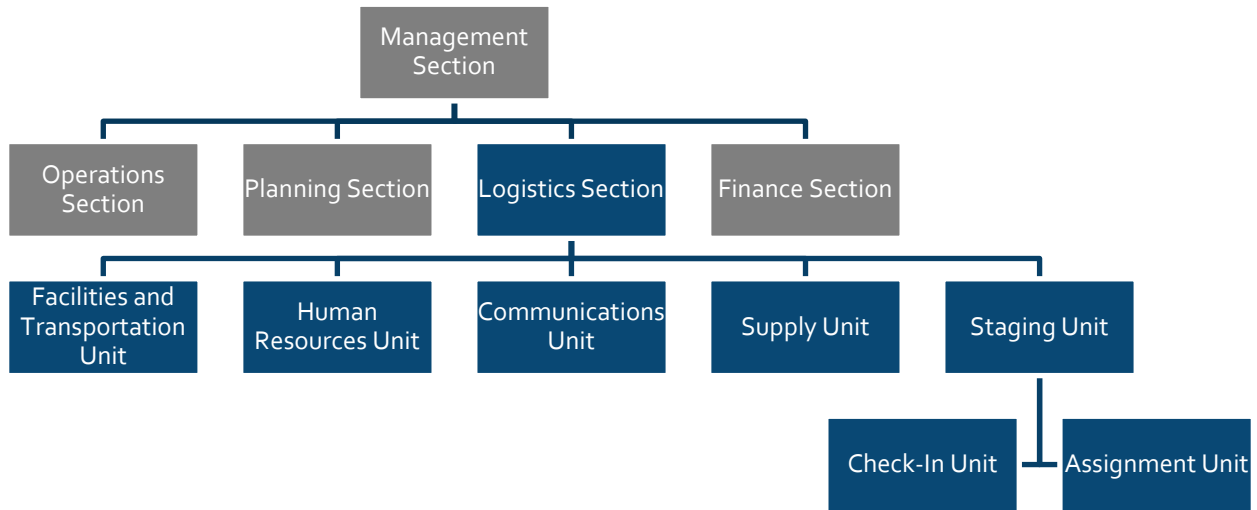 Management
Section
Operations
Section
Planning Section
Logistics Section
Finance Section
Facilities and
Transportation
Unit
Human
Resources Unit
Communications
Unit
Supply Unit
Staging Unit
Check-In Unit
Assignment Unit